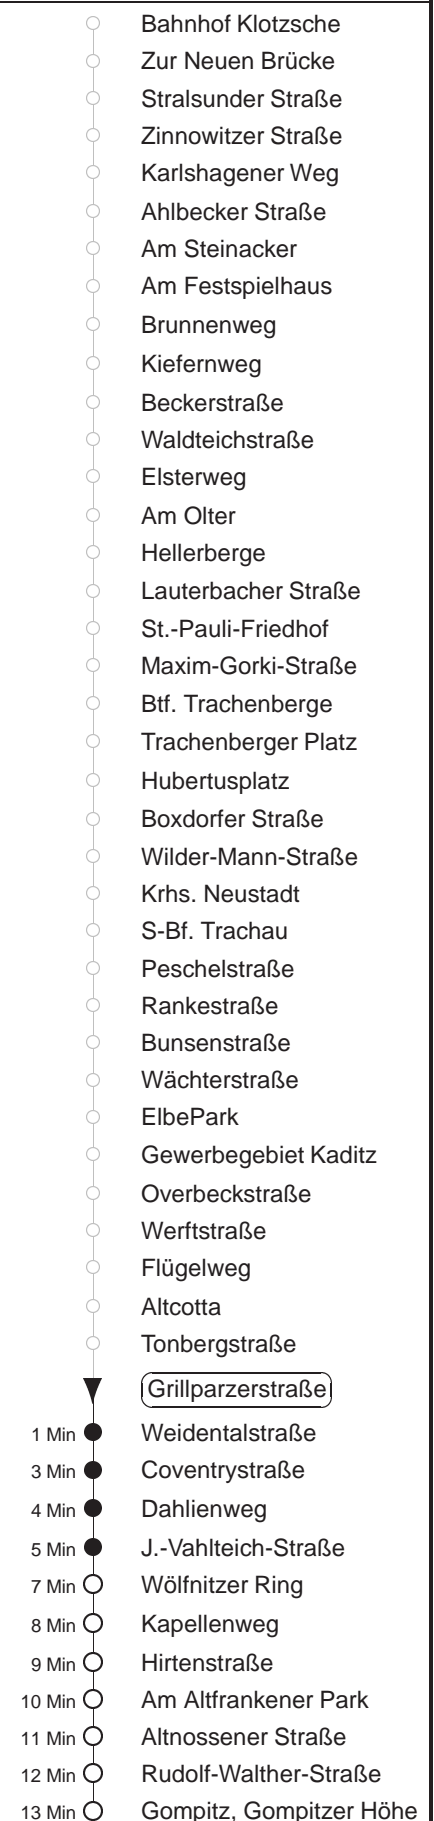 Bahnhof Klotzsche
Zur Neuen Brücke
Stralsunder Straße
Zinnowitzer Straße
Karlshagener Weg
Ahlbecker Straße
Am Steinacker
Am Festspielhaus
Brunnenweg
Kiefernweg
Beckerstraße
Waldteichstraße
Elsterweg
Am Olter
Hellerberge
Lauterbacher Straße
St.-Pauli-Friedhof
Maxim-Gorki-Straße
Btf. Trachenberge
Trachenberger Platz
Hubertusplatz
Boxdorfer Straße
Wilder-Mann-Straße
Krhs. Neustadt
S-Bf. Trachau
Peschelstraße
Rankestraße
Bunsenstraße
Wächterstraße
ElbePark
Gewerbegebiet Kaditz
Overbeckstraße
Werftstraße
Flügelweg
Altcotta
Tonbergstraße
Grillparzerstraße
1 Min Weidentalstraße
3 Min Coventrystraße
4 Min Dahlienweg
5 Min J.-Vahlteich-Straße
7 Min Wölfnitzer Ring
8 Min Kapellenweg
9 Min Hirtenstraße
10 Min Am Altfrankener Park
11 Min Altnossener Straße
12 Min Rudolf-Walther-Straße
13 Min Gompitz, Gompitzer Höhe